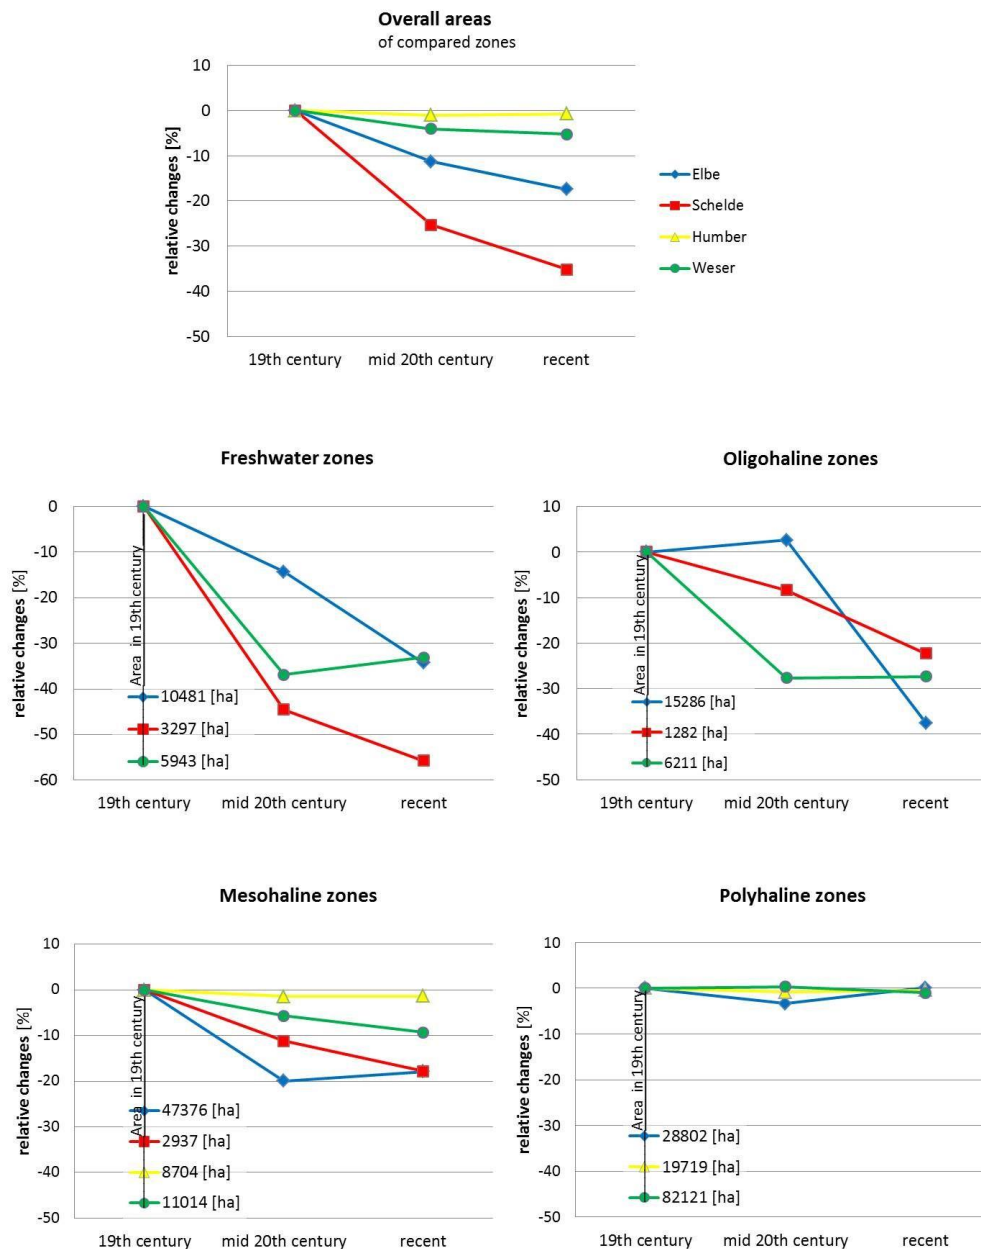 Overall areas
of compared zones
relative changes [%]
10
0
-10
-20
-30
-40
-50
19th century
mid 20th century
recent
Elbe
Schelde
Humber
Weser
Freshwater zones
relative changes [%]
0
-10
-20
-30
-40
-50
-60
Area in 19th century
10481 [ha]
3297 [ha]
5943 [ha]
19th century
mid 20th century
recent
Oligohaline zones
relative changes [%]
10
0
-10
-20
-30
-40
-50
Area in 19th century
15286 [ha]
1282 [ha]
6211 [ha]
19th century
mid 20th century
recent
Mesohaline zones
relative changes [%]
10
0
-10
-20
-30
-40
-50
Area in 19th century
47376 [ha]
2937 [ha]
8704 [ha]
11014 [ha]
19th century
mid 20th century
recent
Polyhaline zones
relative changes [%]
10
0
-10
-20
-30
-40
-50
Area in 19th century
28802 [ha]
19719 [ha]
82121 [ha]
19th century
mid 20th century
recent